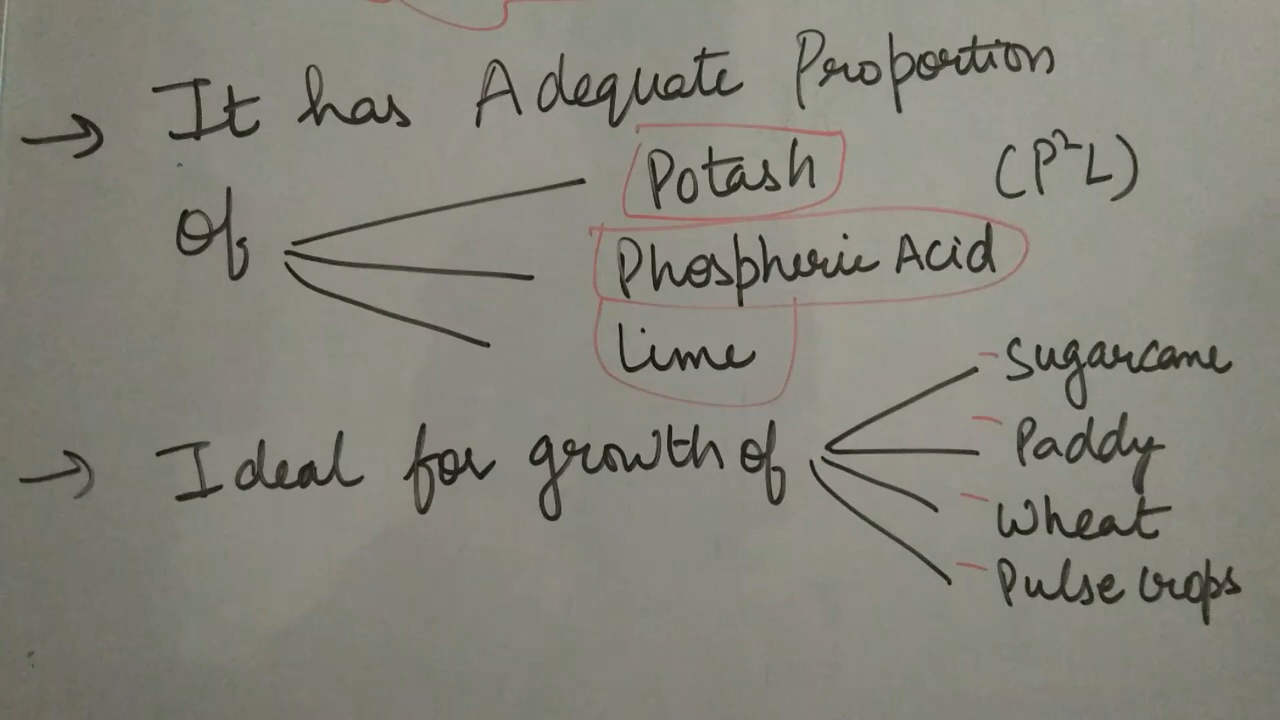 → It has Adequate Proportion
Of
Potash (P²L)
Phospheric Acid
Lime
→ Ideal for growth of
- Sugarcane
- Paddy
- Wheat
- Pulse crops